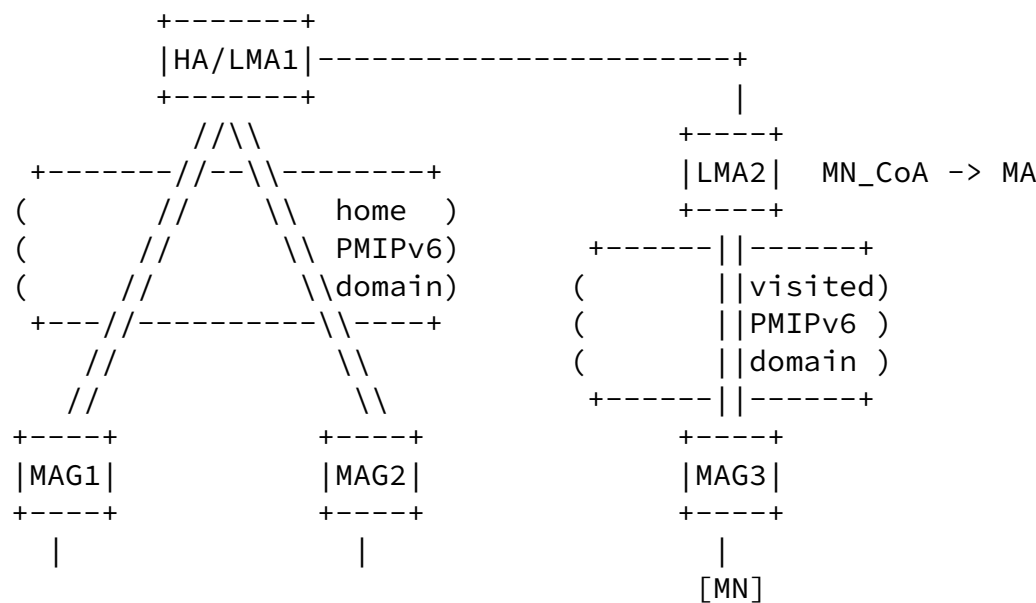 +-------+
|HA/LMA1|-----------------------+
+-------+                       |
//\\                         +----+
+-------//--\\--------+             |LMA2|  MN_CoA -> MA
(      //    \\  home  )            +----+
(     //      \\ PMIPv6)       +------||------+
(    //        \\domain)      (       ||visited)
+---//----------\\----+       (       ||PMIPv6 )
//            \\              (       ||domain )
//              \\             +------||------+
+----+          +----+              +----+
|MAG1|          |MAG2|              |MAG3|
+----+          +----+              +----+
|               |                   |
[MN]